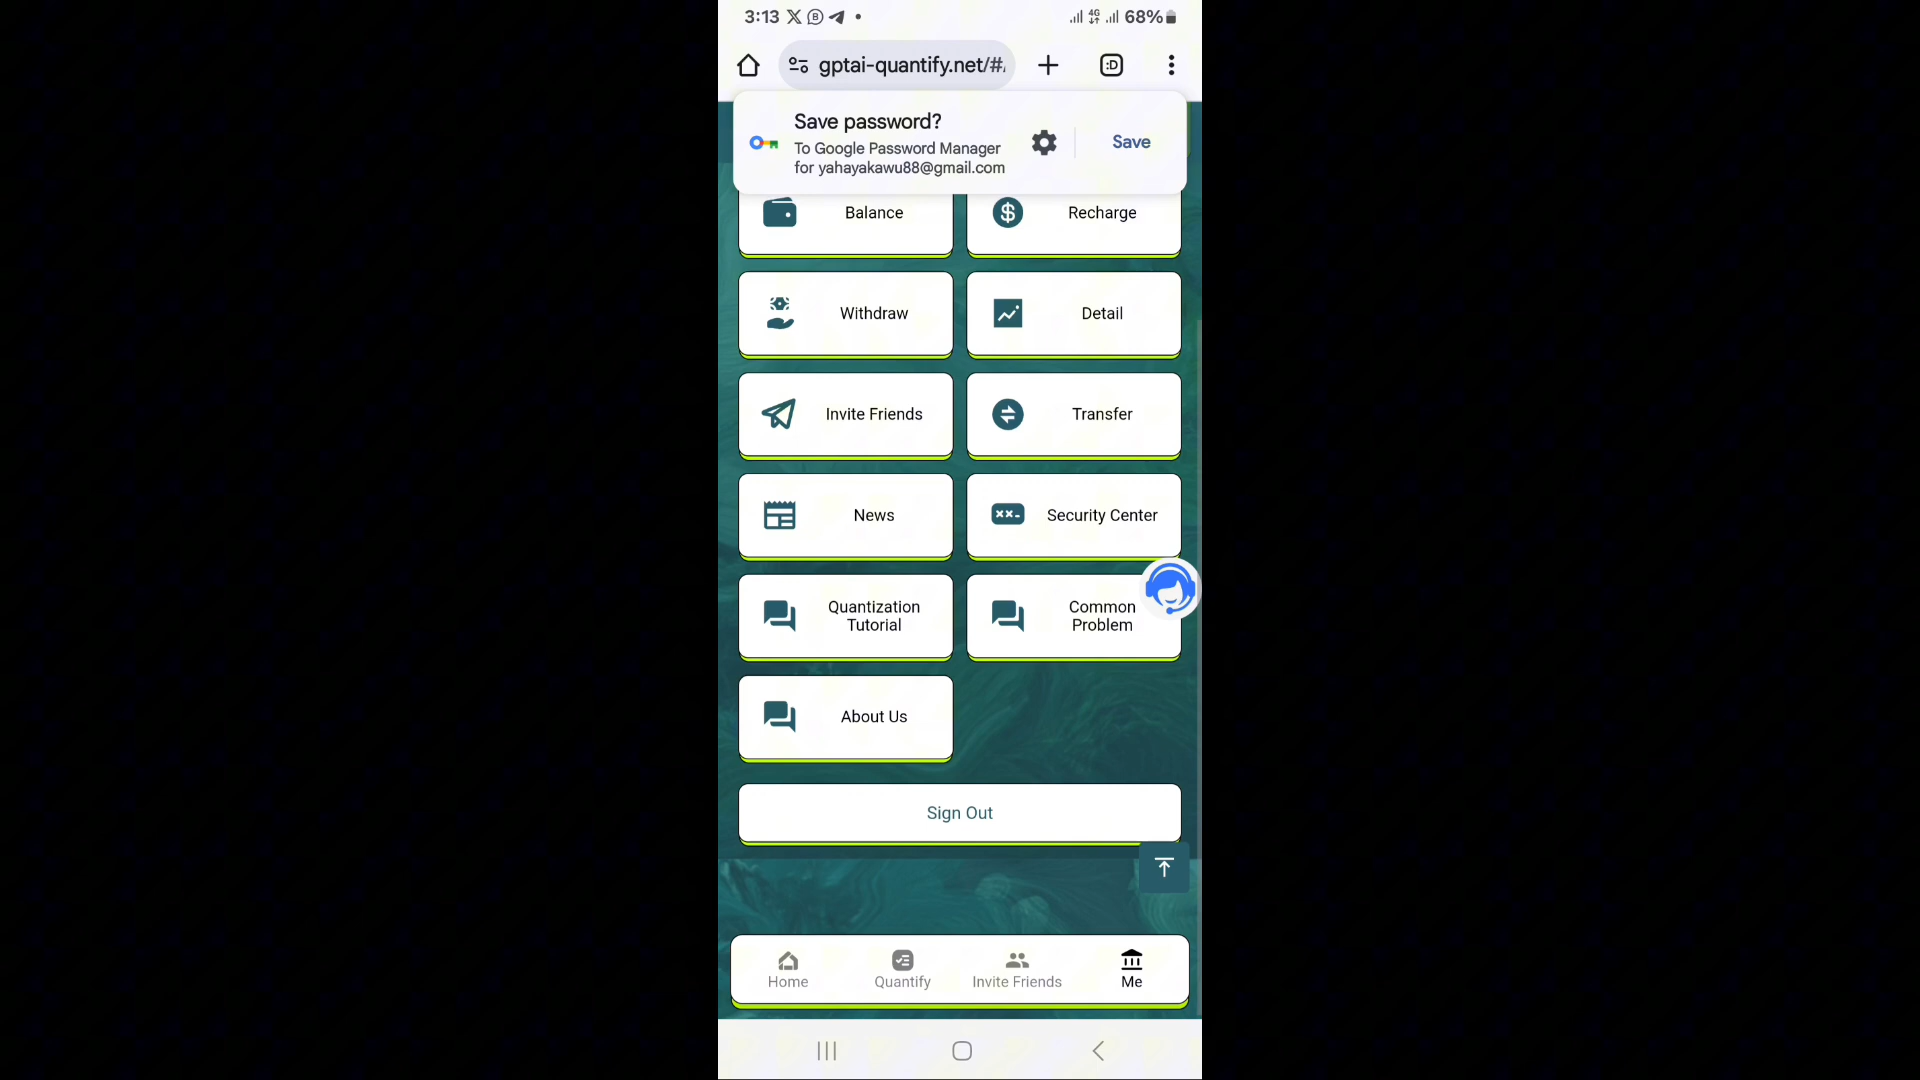 3:13
4G
68%
gptai-quantify.net/#/
:D
Save password?
To Google Password Manager
for yahayakawu88@gmail.com
Save
Balance
Recharge
Withdraw
Detail
Invite Friends
Transfer
News
Security Center
Quantization
Tutorial
Common
Problem
About Us
Sign Out
Home
Quantify
Invite Friends
Me